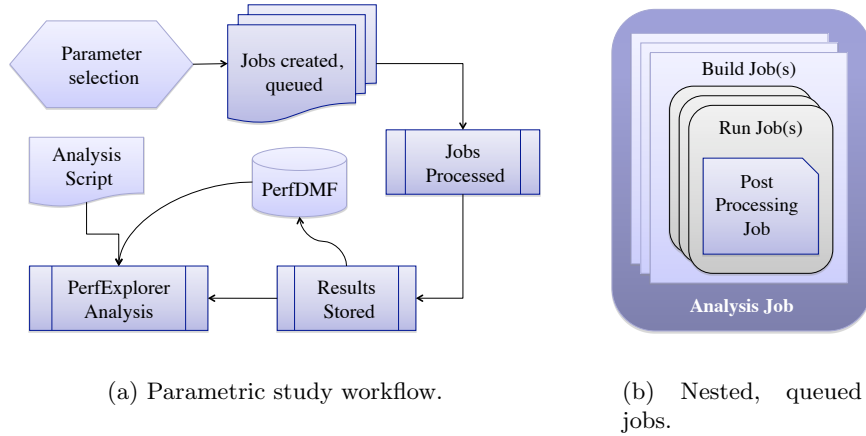 Parameter
selection
Jobs created,
queued
Jobs
Processed
Analysis
Script
PerfDMF
PerfExplorer
Analysis
Results
Stored
(a) Parametric study workflow.
Build Job(s)
Run Job(s)
Post
Processing
Job
Analysis Job
(b) Nested, queued
jobs.